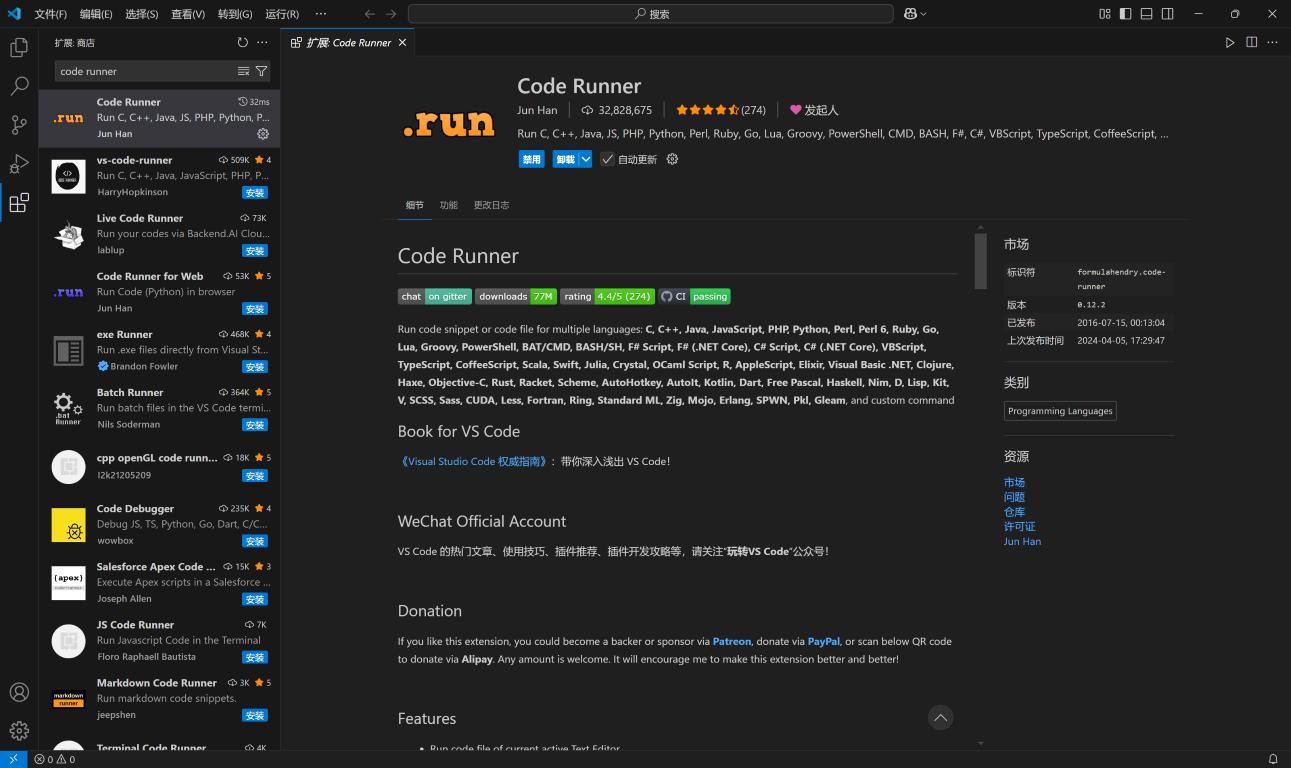 文件(F) 编辑(E) 选择(S) 查看(V) 转到(G) 运行(R) ··· 搜索
扩展: 商店
code runner
Code Runner 32ms
Run C, C++, Java, JS, PHP, Python, P...
Jun Han
vs-code-runner 509K 4
Run C, C++, Java, JavaScript, PHP, P...
HarryHopkinson 安装
Live Code Runner 73K
Run your codes via Backend.AI Clou...
lablup 安装
Code Runner for Web 53K 5
Run Code (Python) in browser
Jun Han 安装
exe Runner 468K 4
Run .exe files directly from Visual St...
Brandon Fowler 安装
Batch Runner 364K 5
Run batch files in the VS Code termi...
Nils Soderman 安装
cpp openGL code runn... 18K 5
l2k21205209 安装
Code Debugger 235K 4
Debug JS, TS, Python, Go, Dart, C/C...
wowbox 安装
Salesforce Apex Code ... 15K 3
Execute Apex scripts in a Salesforce ...
Joseph Allen 安装
JS Code Runner 7K
Run Javascript Code in the Terminal
Floro Raphaell Bautista 安装
Markdown Code Runner 3K 5
Run markdown code snippets.
jeepshen 安装
Terminal Code Runner 4K
.run
.run
.bat
Runner
{apex}
markdown
runner
扩展: Code Runner
.run
Code Runner
Jun Han 32,828,675 (274) 发起人
Run C, C++, Java, JS, PHP, Python, Perl, Ruby, Go, Lua, Groovy, PowerShell, CMD, BASH, F#, C#, VBScript, TypeScript, CoffeeScript, ...
禁用 卸载 自动更新
细节 功能 更改日志
Code Runner
chat on gitter downloads 77M rating 4.4/5 (274) CI passing
Run code snippet or code file for multiple languages: C, C++, Java, JavaScript, PHP, Python, Perl, Perl 6, Ruby, Go,
Lua, Groovy, PowerShell, BAT/CMD, BASH/SH, F# Script, F# (.NET Core), C# Script, C# (.NET Core), VBScript,
TypeScript, CoffeeScript, Scala, Swift, Julia, Crystal, OCaml Script, R, AppleScript, Elixir, Visual Basic .NET, Clojure,
Haxe, Objective-C, Rust, Racket, Scheme, AutoHotkey, AutoIt, Kotlin, Dart, Free Pascal, Haskell, Nim, D, Lisp, Kit,
V, SCSS, Sass, CUDA, Less, Fortran, Ring, Standard ML, Zig, Mojo, Erlang, SPWN, Pkl, Gleam, and custom command
Book for VS Code
《Visual Studio Code 权威指南》：带你深入浅出 VS Code！
WeChat Official Account
VS Code 的热门文章、使用技巧、插件推荐、插件开发攻略等，请关注“玩转VS Code”公众号！
Donation
If you like this extension, you could become a backer or sponsor via Patreon, donate via PayPal, or scan below QR code
to donate via Alipay. Any amount is welcome. It will encourage me to make this extension better and better!
Features
• Run code file of current active Text Editor
市场
标识符 formulahendry.code-
runner
版本 0.12.2
已发布 2016-07-15, 00:13:04
上次发布时间 2024-04-05, 17:29:47
类别
Programming Languages
资源
市场
问题
仓库
许可证
Jun Han
0 0